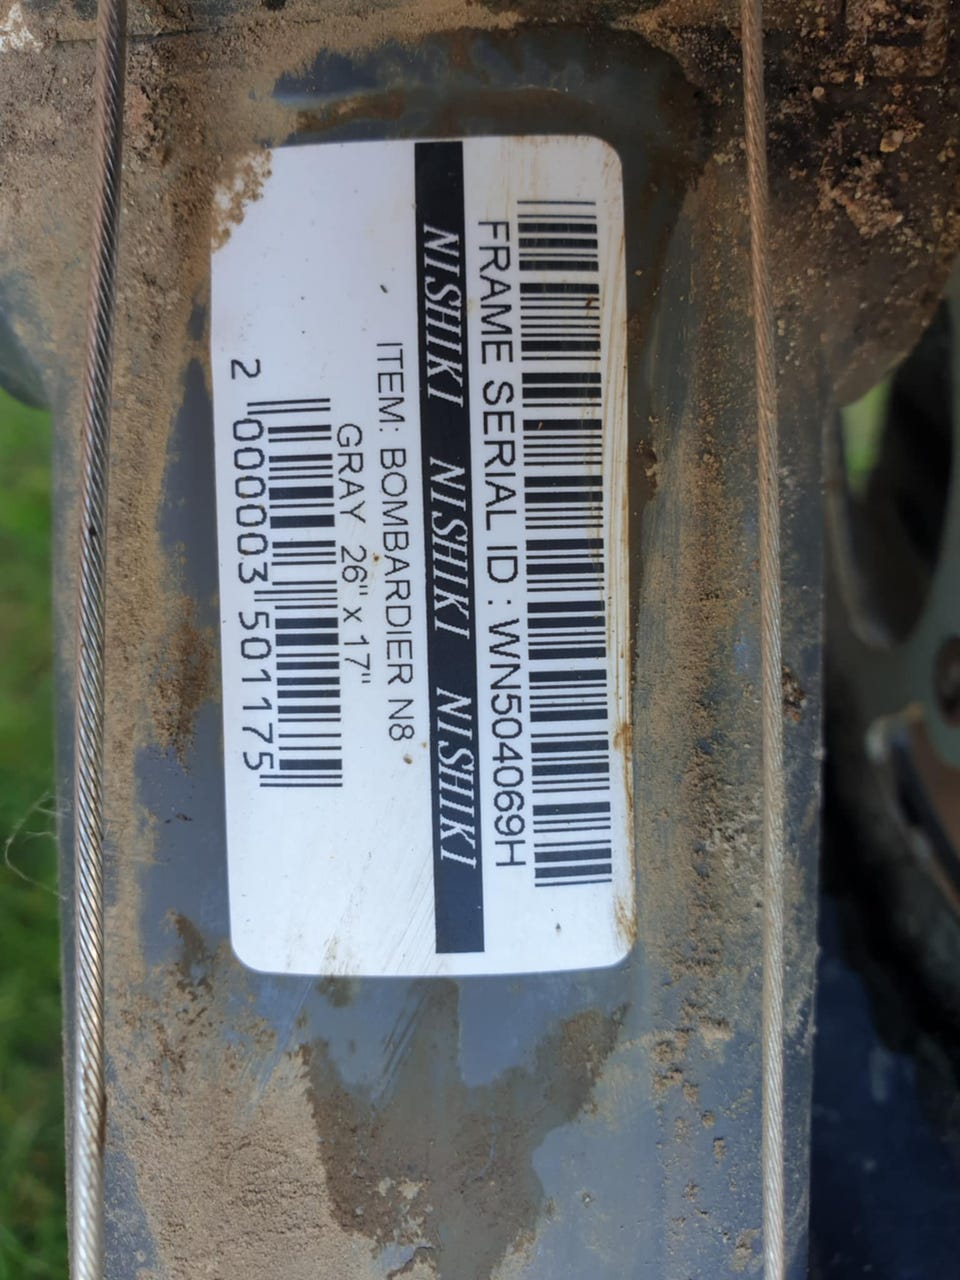 FRAME SERIAL ID : WN504069H
NISHIKI NISHIKI NISHIKI
ITEM: BOMBARDIER N8
GRAY 26" x 17"
2 000003 501175